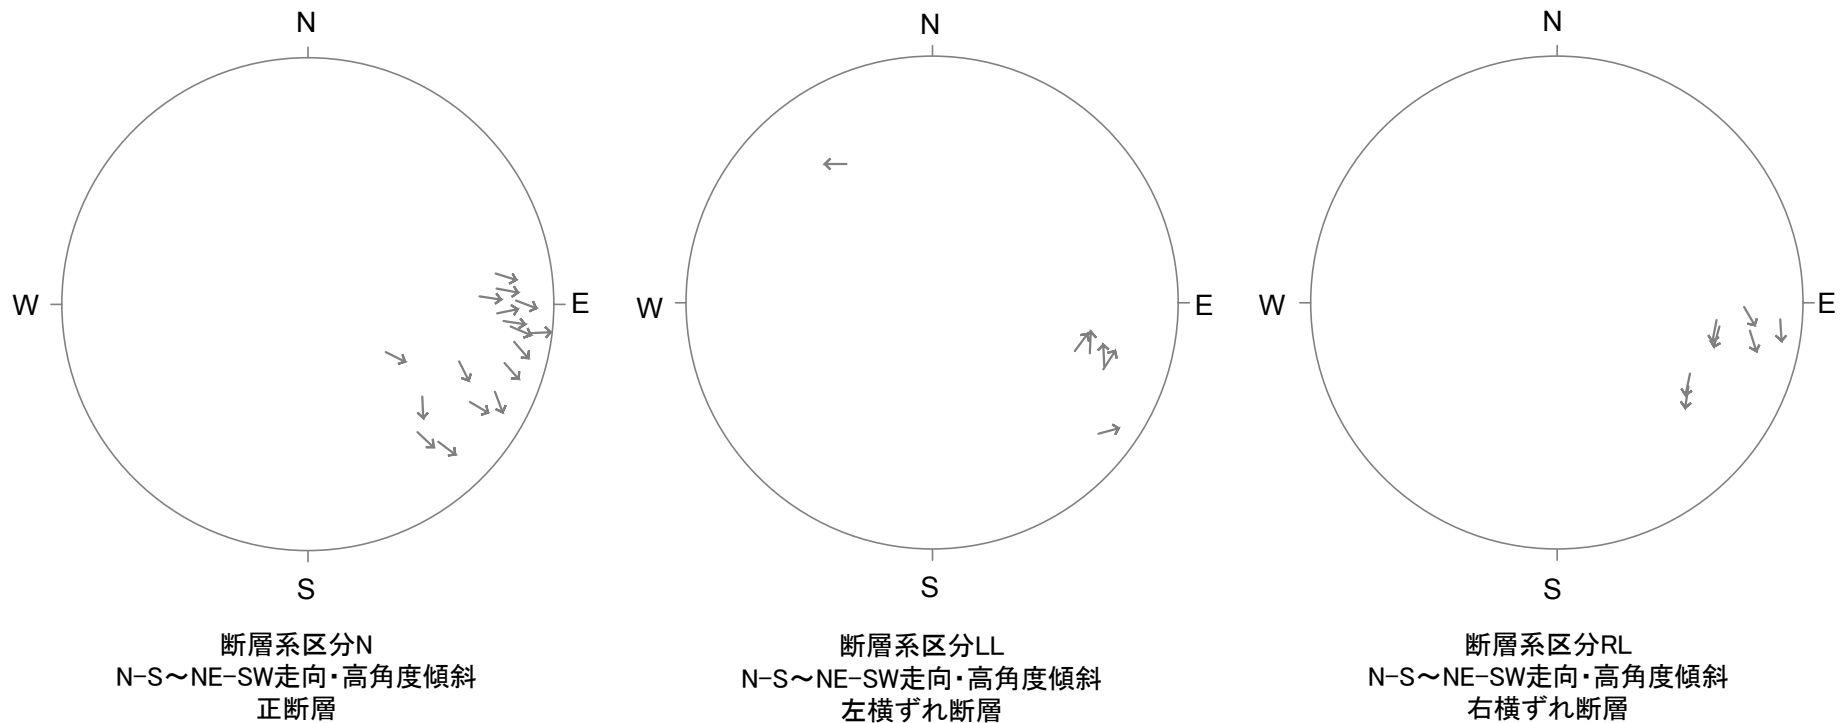 N
W
E
S
断層系区分N
N-S～NE-SW走向・高角度傾斜
正断層
N
W
E
S
断層系区分LL
N-S～NE-SW走向・高角度傾斜
左横ずれ断層
N
W
E
S
断層系区分RL
N-S～NE-SW走向・高角度傾斜
右横ずれ断層